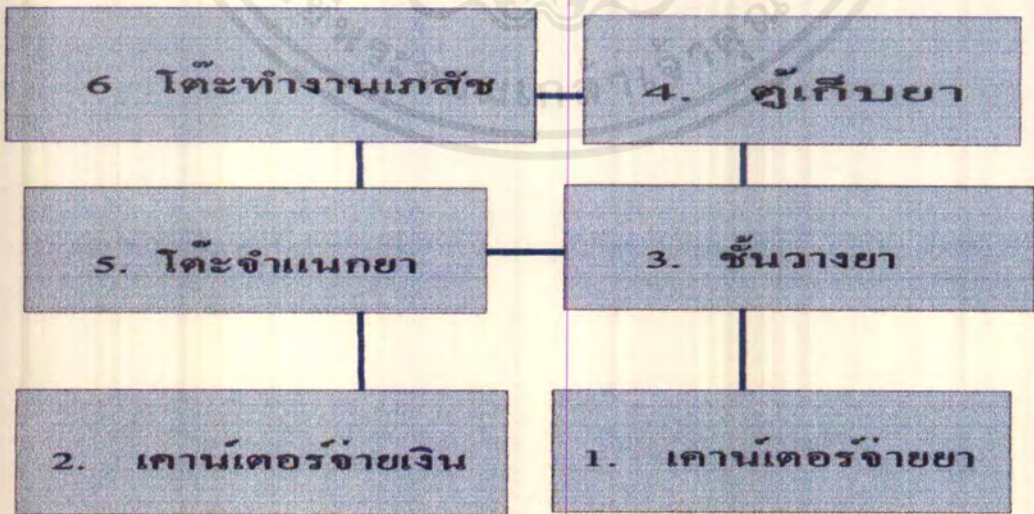 6 โต๊ะทำงานเภสัช
4. ตู้เก็บยา
5. โต๊ะจำแนกยา
3. ชั้นวางยา
2. เคาน์เตอร์จ่ายเงิน
1. เคาน์เตอร์จ่ายยา